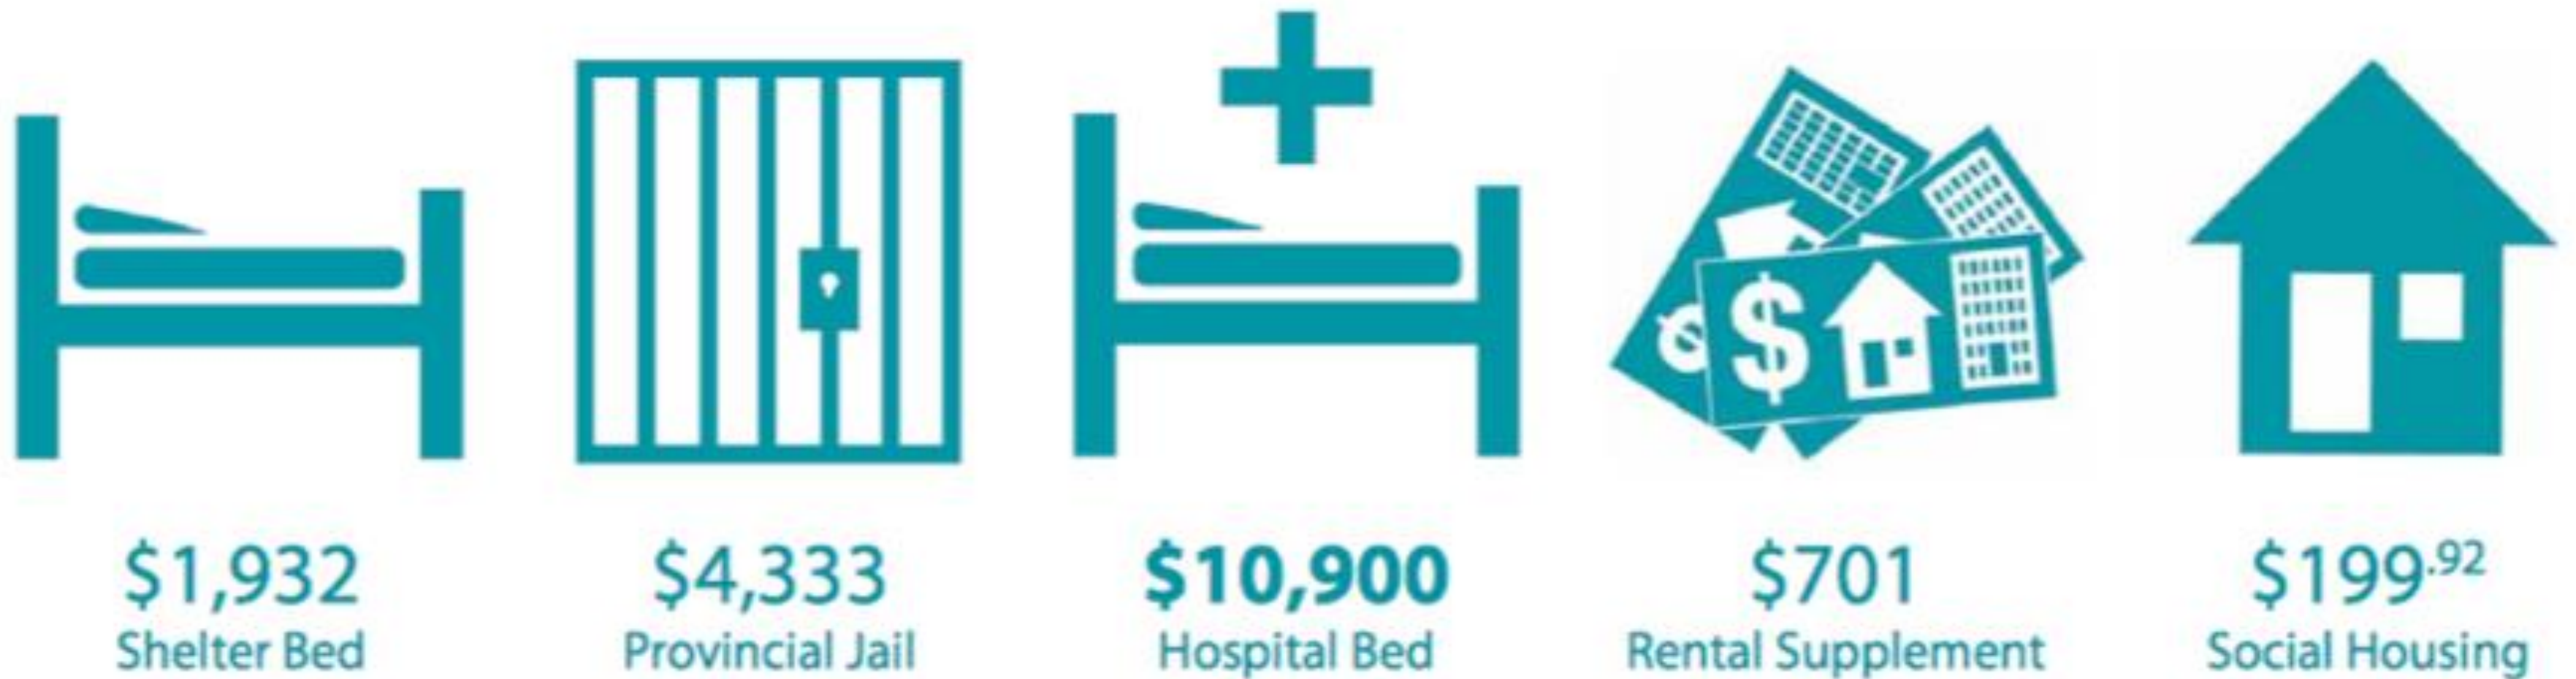 $1,932
Shelter Bed
$4,333
Provincial Jail
$10,900
Hospital Bed
$
$701
Rental Supplement
$199.92
Social Housing